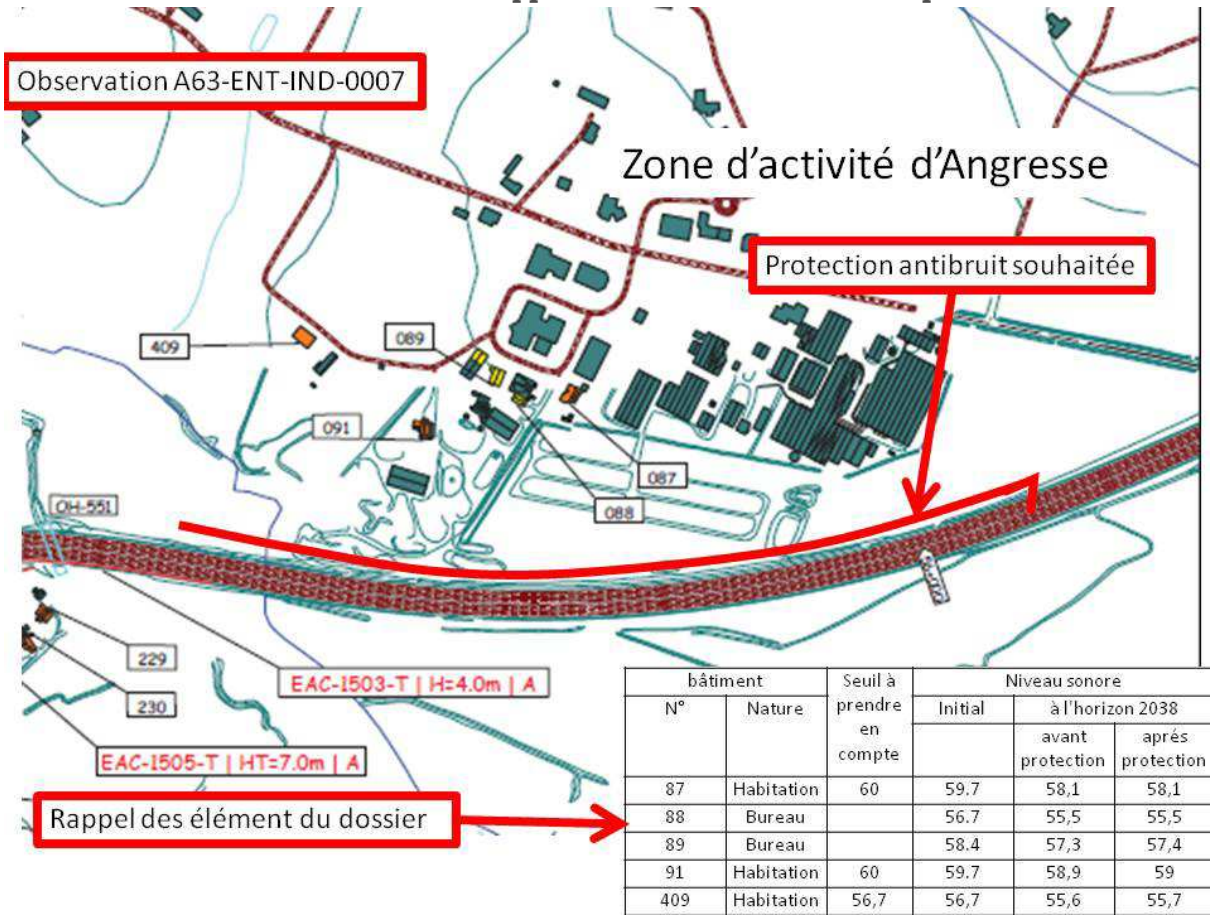 Observation A63-ENT-IND-0007
Zone d'activité d'Angresse
Protection antibruit souhaitée
409
089
091
087
088
OH-551
229
230
EAC-1503-T | H=4.0m | A
EAC-1505-T | HT=7.0m | A
Rappel des élément du dossier
bâtiment Seuil à prendre en compte Niveau sonore
N° Nature Initial à l'horizon 2038
avant protection aprés protection
87 Habitation 60 59.7 58,1 58,1
88 Bureau 56.7 55,5 55,5
89 Bureau 58.4 57,3 57,4
91 Habitation 60 59.7 58,9 59
409 Habitation 56,7 56,7 55,6 55,7